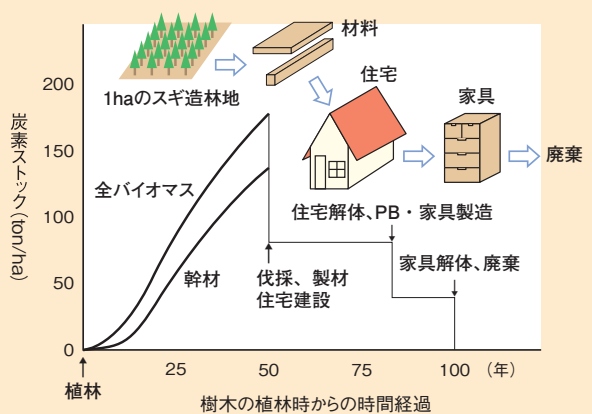 材料
住宅
家具
廃棄
1haのスギ造林地
炭素ストック(ton/ha)
200
150
100
50
0
全バイオマス
幹材
住宅解体、PB・家具製造
伐採、製材
住宅建設
家具解体、廃棄
25
50
75
100
(年)
植林
樹木の植林時からの時間経過